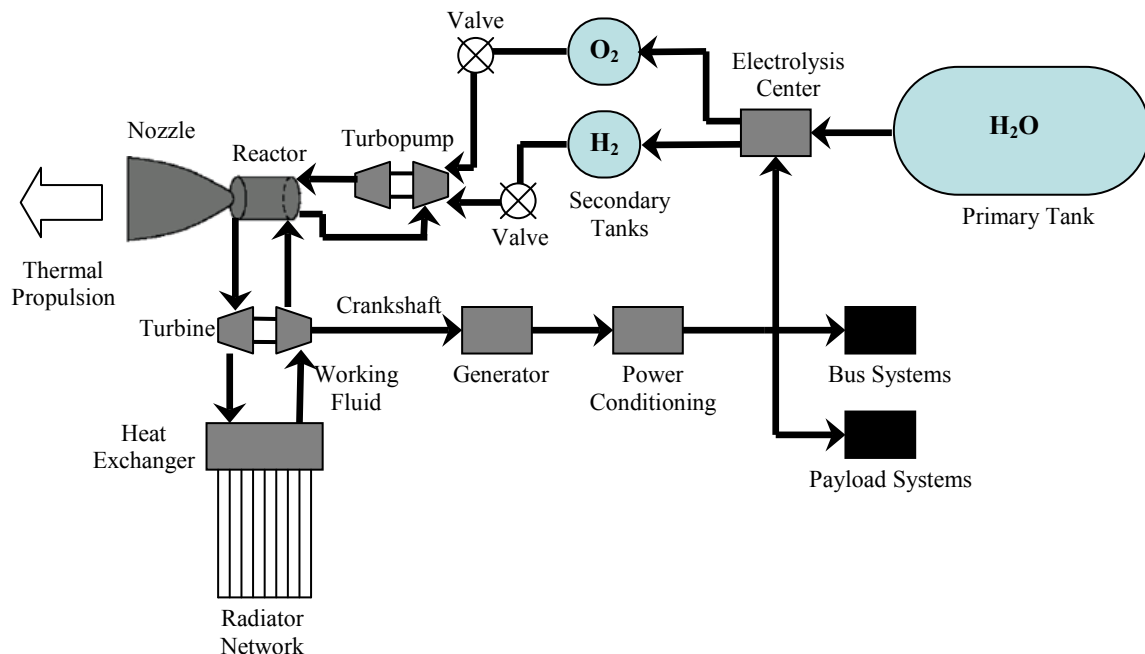 Valve
O₂
Electrolysis
Center
H₂O
Primary Tank
Nozzle
Reactor
Turbopump
H₂
Secondary
Tanks
Valve
Thermal
Propulsion
Turbine
Crankshaft
Working
Fluid
Generator
Power
Conditioning
Bus Systems
Heat
Exchanger
Payload Systems
Radiator
Network